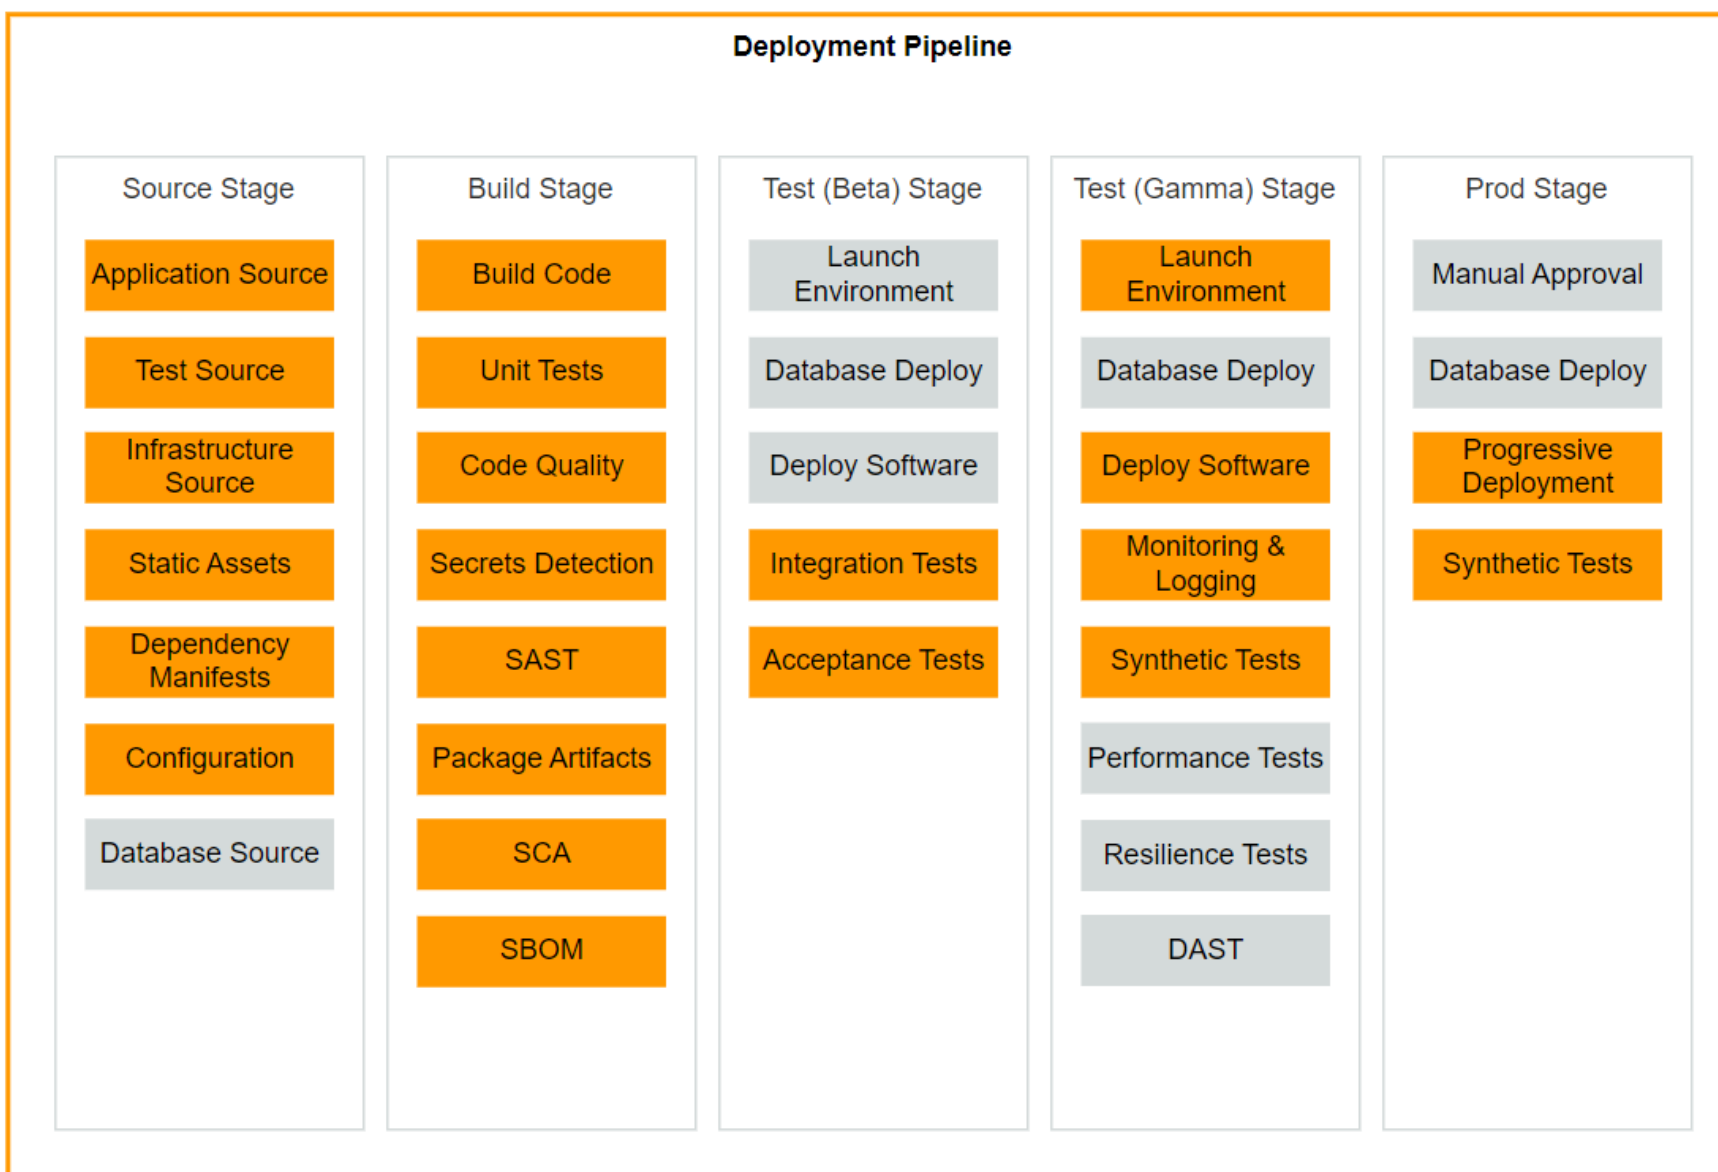 Deployment Pipeline
Source Stage
Application Source
Test Source
Infrastructure
Source
Static Assets
Dependency
Manifests
Configuration
Database Source
Build Stage
Build Code
Unit Tests
Code Quality
Secrets Detection
SAST
Package Artifacts
SCA
SBOM
Test (Beta) Stage
Launch
Environment
Database Deploy
Deploy Software
Integration Tests
Acceptance Tests
Test (Gamma) Stage
Launch
Environment
Database Deploy
Deploy Software
Monitoring &
Logging
Synthetic Tests
Performance Tests
Resilience Tests
DAST
Prod Stage
Manual Approval
Database Deploy
Progressive
Deployment
Synthetic Tests